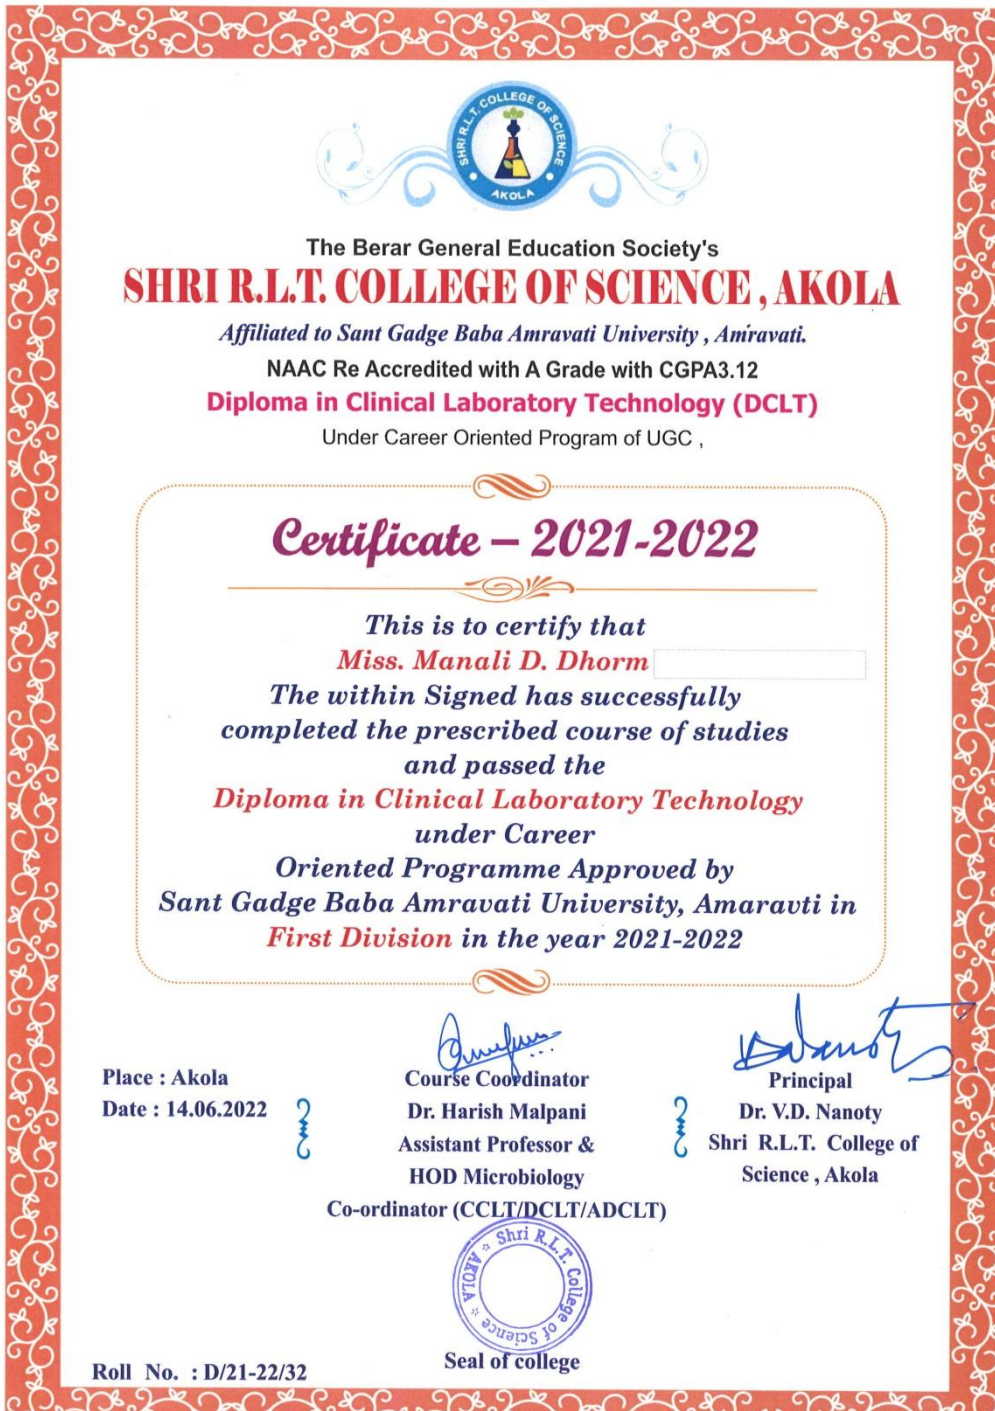 SHRI R.L.T. COLLEGE OF SCIENCE
AKOLA
The Berar General Education Society's
SHRI R.L.T. COLLEGE OF SCIENCE , AKOLA
Affiliated to Sant Gadge Baba Amravati University , Amravati.
NAAC Re Accredited with A Grade with CGPA3.12
Diploma in Clinical Laboratory Technology (DCLT)
Under Career Oriented Program of UGC ,
Certificate – 2021-2022
This is to certify that
Miss. Manali D. Dhorm
The within Signed has successfully
completed the prescribed course of studies
and passed the
Diploma in Clinical Laboratory Technology
under Career
Oriented Programme Approved by
Sant Gadge Baba Amravati University, Amaravti in
First Division in the year 2021-2022
Place : Akola
Date : 14.06.2022
Course Coordinator
Dr. Harish Malpani
Assistant Professor &
HOD Microbiology
Co-ordinator (CCLT/DCLT/ADCLT)
Principal
Dr. V.D. Nanoty
Shri R.L.T. College of
Science , Akola
Shri R.L.T. College of Science
AKOLA
Seal of college
Roll No. : D/21-22/32